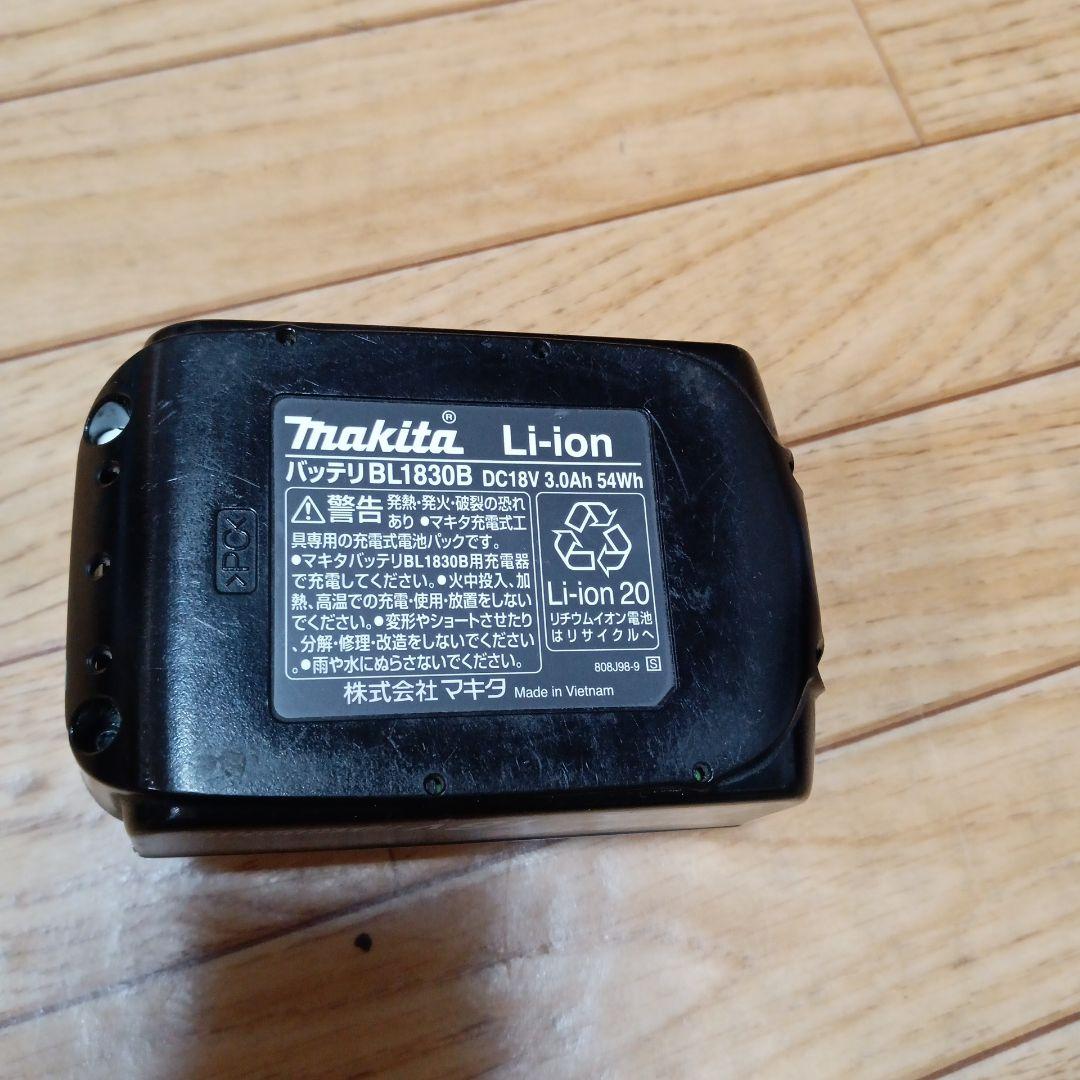 makita® Li-ion
バッテリBL1830B DC18V 3.0Ah 54Wh
警告 発熱・発火・破裂の恐れ
あり ●マキタ充電式工
具専用の充電式電池パックです。
●マキタバッテリBL1830B用充電器
で充電してください。●火中投入、加
熱、高温での充電・使用・放置をしない
でください。●変形やショートさせたり
、分解・修理・改造をしないでください
。●雨や水にぬらさないでください。
Li-ion 20
リチウムイオン電池
はリサイクルへ
808J98-9 S
株式会社 マキタ Made in Vietnam
>PC<